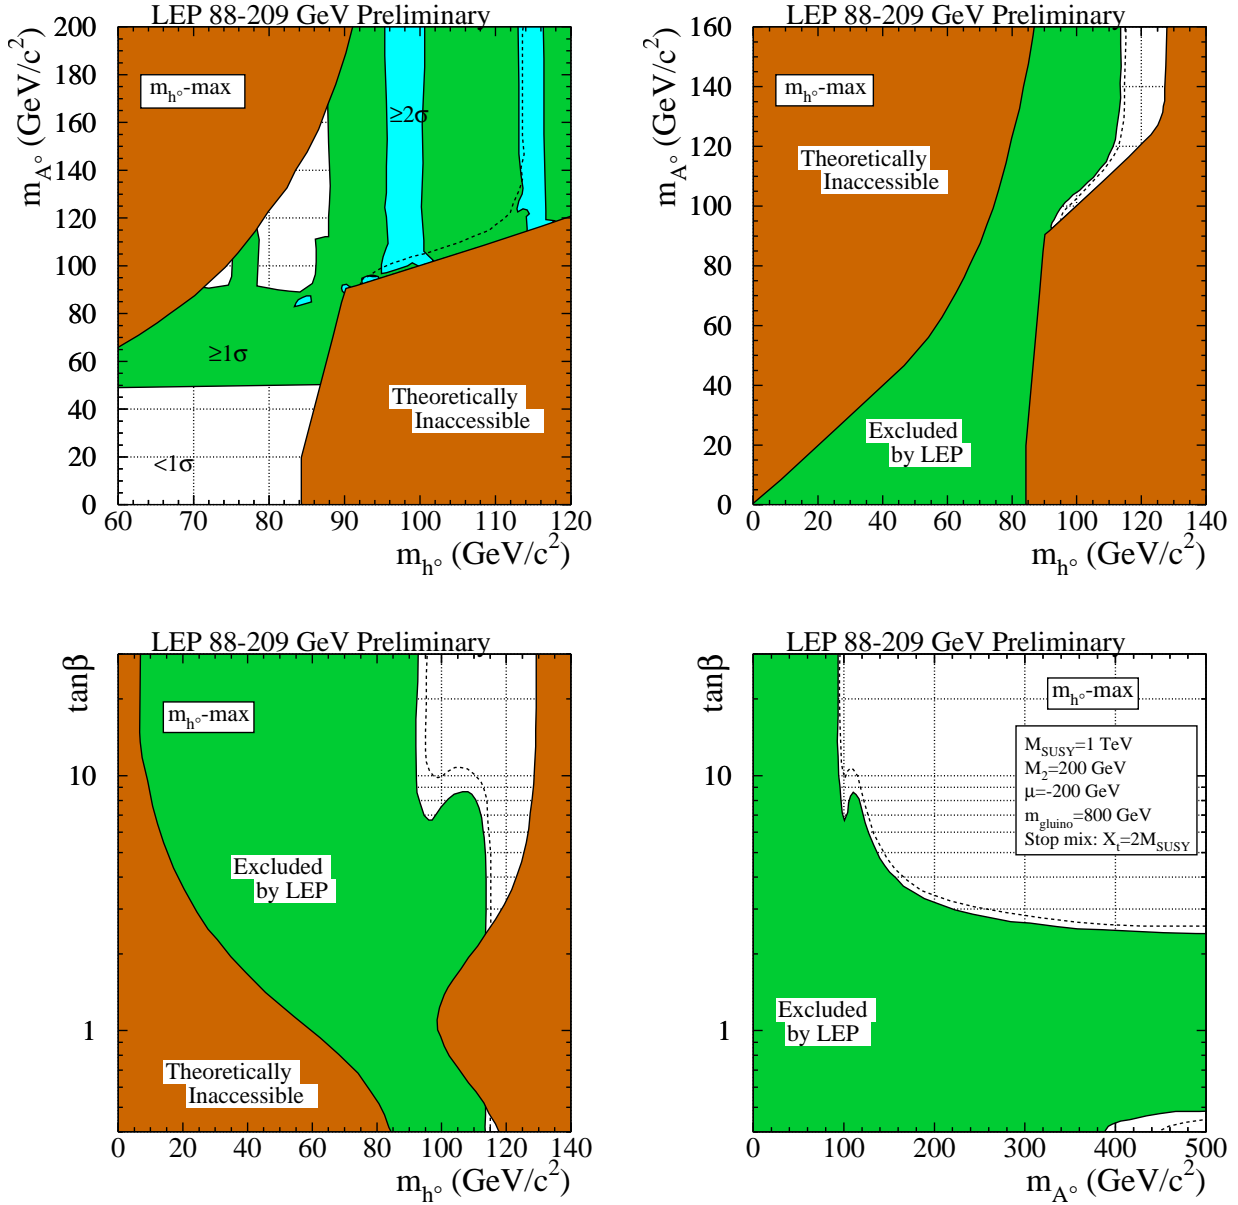 LEP 88-209 GeV Preliminary
m_A° (GeV/c²)
200
180
160
140
120
100
80
60
40
20
0
m_h°-max
≥2σ
≥1σ
<1σ
Theoretically
Inaccessible
60 70 80 90 100 110 120
m_h° (GeV/c²)
LEP 88-209 GeV Preliminary
m_A° (GeV/c²)
160
140
120
100
80
60
40
20
0
m_h°-max
Theoretically
Inaccessible
Excluded
by LEP
0 20 40 60 80 100 120 140
m_h° (GeV/c²)
LEP 88-209 GeV Preliminary
tanβ
10
1
m_h°-max
Excluded
by LEP
Theoretically
Inaccessible
0 20 40 60 80 100 120 140
m_h° (GeV/c²)
LEP 88-209 GeV Preliminary
tanβ
10
1
m_h°-max
M_SUSY=1 TeV
M_2=200 GeV
μ=-200 GeV
m_gluino=800 GeV
Stop mix: X_t=2M_SUSY
Excluded
by LEP
0 100 200 300 400 500
m_A° (GeV/c²)